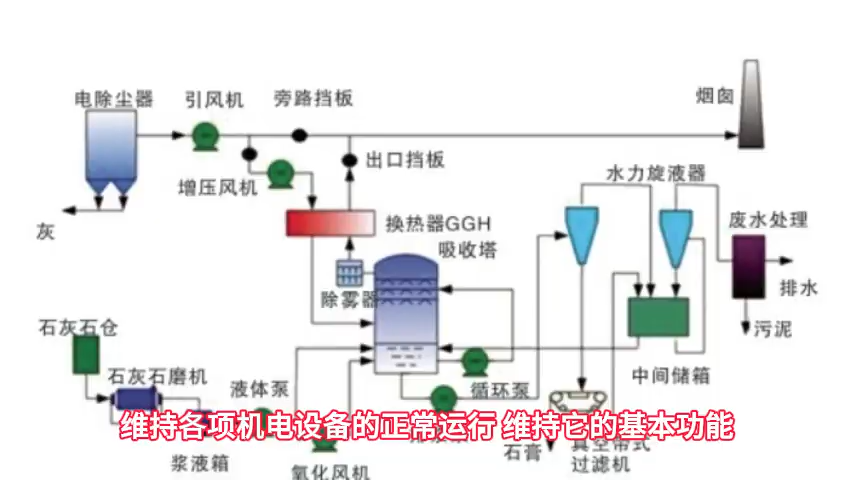 电除尘器
引风机
旁路挡板
烟囱
出口挡板
水力旋液器
增压风机
灰
换热器GGH
吸收塔
废水处理
除雾器
排水
石灰石仓
污泥
石灰石磨机
液体泵
循环泵
中间储箱
维持各项机电设备的正常运行 维持它的基本功能
石膏
真空带式
过滤机
浆液箱
氧化风机